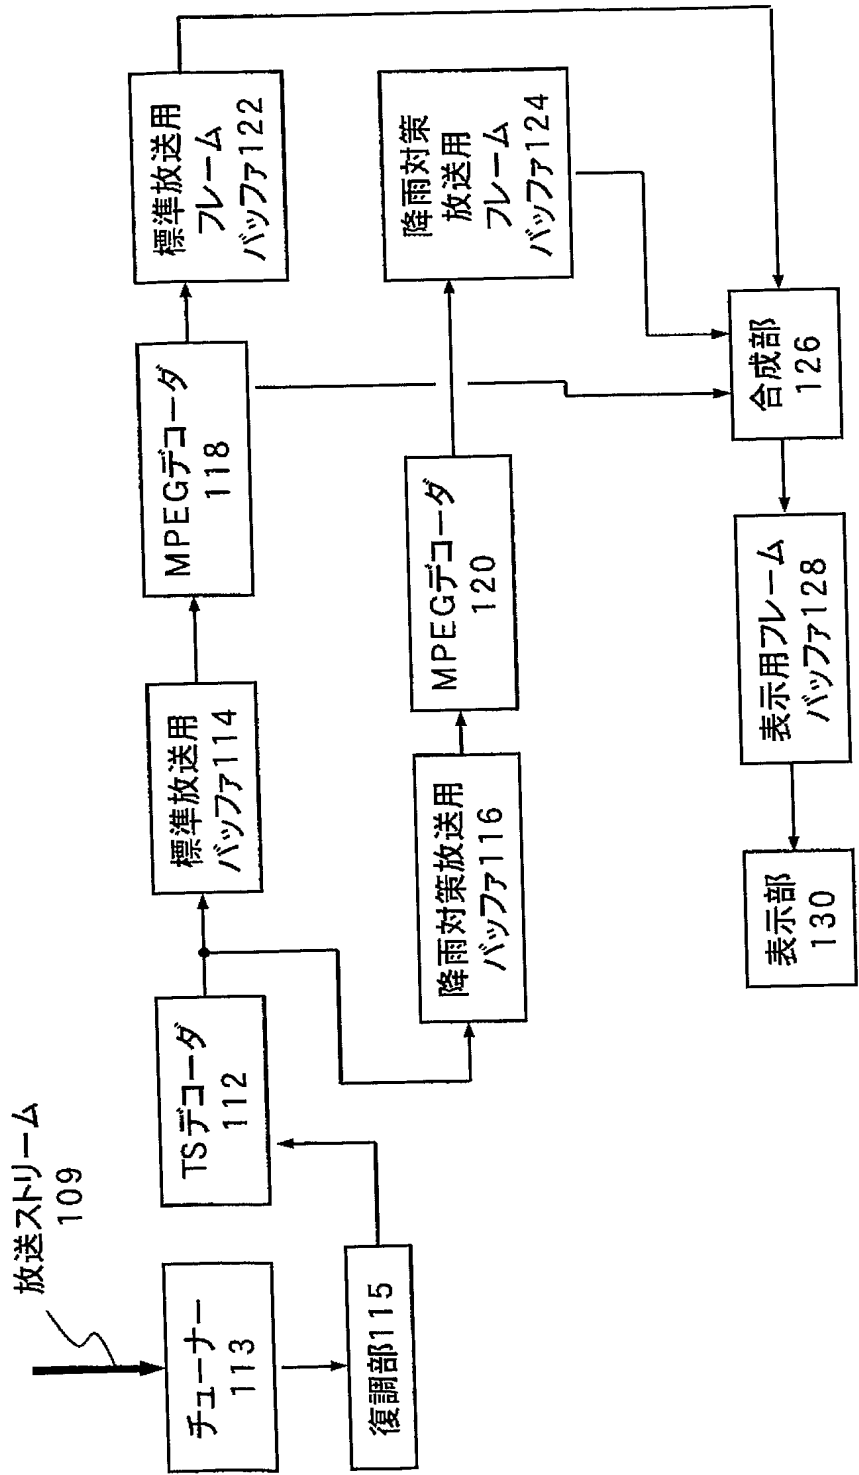 放送ストリーム
109
チューナー
113
復調部115
TSデコーダ
112
標準放送用
バッファ114
降雨対策放送用
バッファ116
MPEGデコーダ
118
MPEGデコーダ
120
標準放送用
フレーム
バッファ122
降雨対策
放送用
フレーム
バッファ124
合成部
126
表示用フレーム
バッファ128
表示部
130